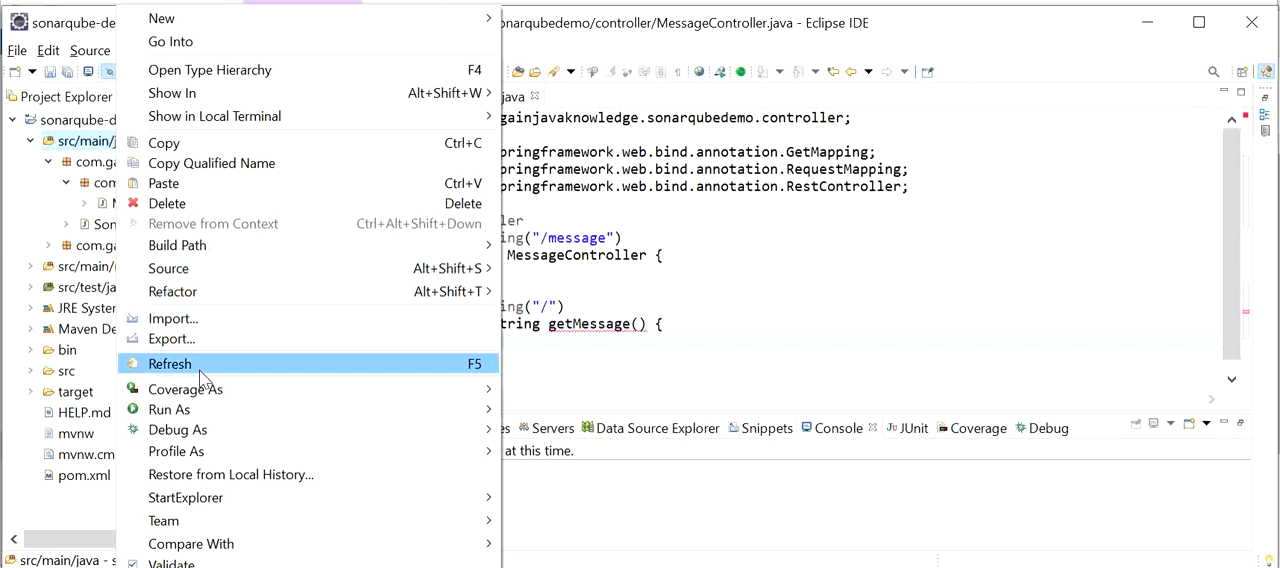 sonarqube-de
onarqubedemo/controller/MessageController.java - Eclipse IDE
File Edit Source
Project Explorer
sonarqube-d
src/main/j
com.ga
com
Son
com.ga
src/main/
src/test/ja
JRE System
Maven De
bin
src
target
HELP.md
mvnw
mvnw.cm
pom.xml
src/main/java - s
New
Go Into
Open Type Hierarchy F4
Show In Alt+Shift+W
Show in Local Terminal
Copy Ctrl+C
Copy Qualified Name
Paste Ctrl+V
Delete Delete
Remove from Context Ctrl+Alt+Shift+Down
Build Path
Source Alt+Shift+S
Refactor Alt+Shift+T
Import...
Export...
Refresh F5
Coverage As
Run As
Debug As
Profile As
Restore from Local History...
StartExplorer
Team
Compare With
Validate
java
gainjavaknowledge.sonarqubedemo.controller;
pringframework.web.bind.annotation.GetMapping;
pringframework.web.bind.annotation.RequestMapping;
pringframework.web.bind.annotation.RestController;
ler
ng("/message")
MessageController {
ing("/")
tring getMessage() {
es Servers Data Source Explorer Snippets Console JUnit Coverage Debug
at this time.